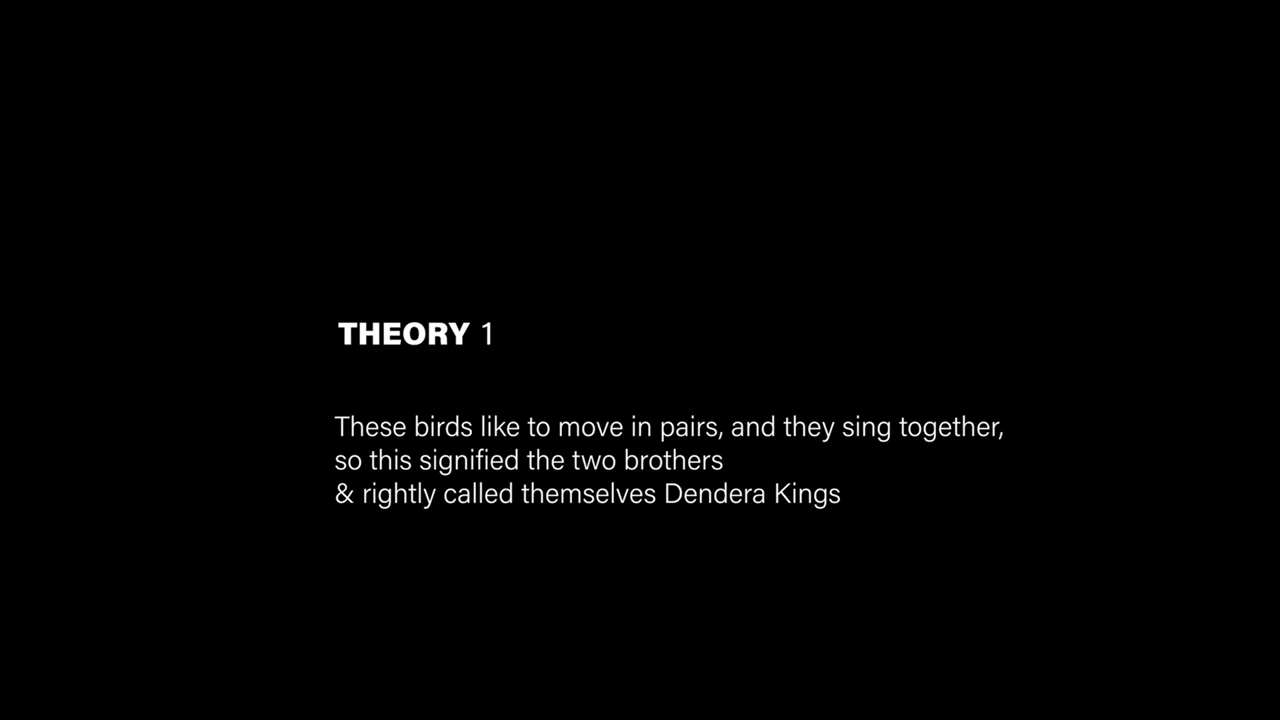 THEORY 1
These birds like to move in pairs, and they sing together,
so this signified the two brothers
& rightly called themselves Dendera Kings